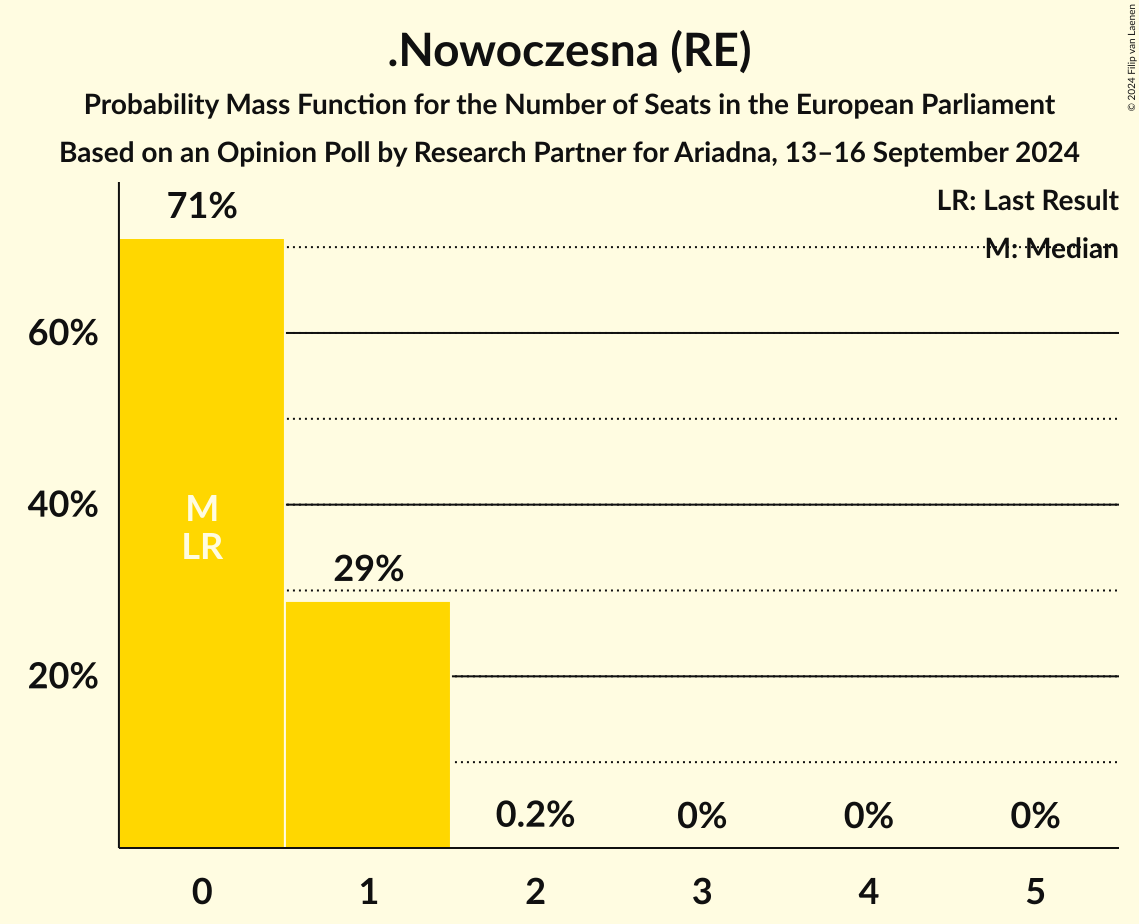 .Nowoczesna (RE)
Probability Mass Function for the Number of Seats in the European Parliament
Based on an Opinion Poll by Research Partner for Ariadna, 13–16 September 2024
© 2024 Filip van Laenen
LR: Last Result
M: Median
71%
60%
40%
20%
M
LR
29%
0.2%
0%
0%
0%
0
1
2
3
4
5